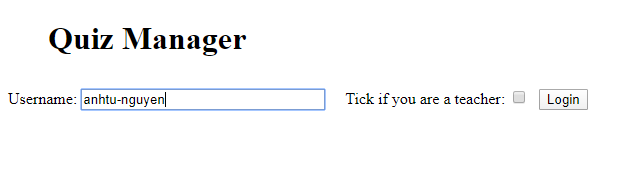 Quiz Manager
Username: anhtu-nguyen Tick if you are a teacher: Login